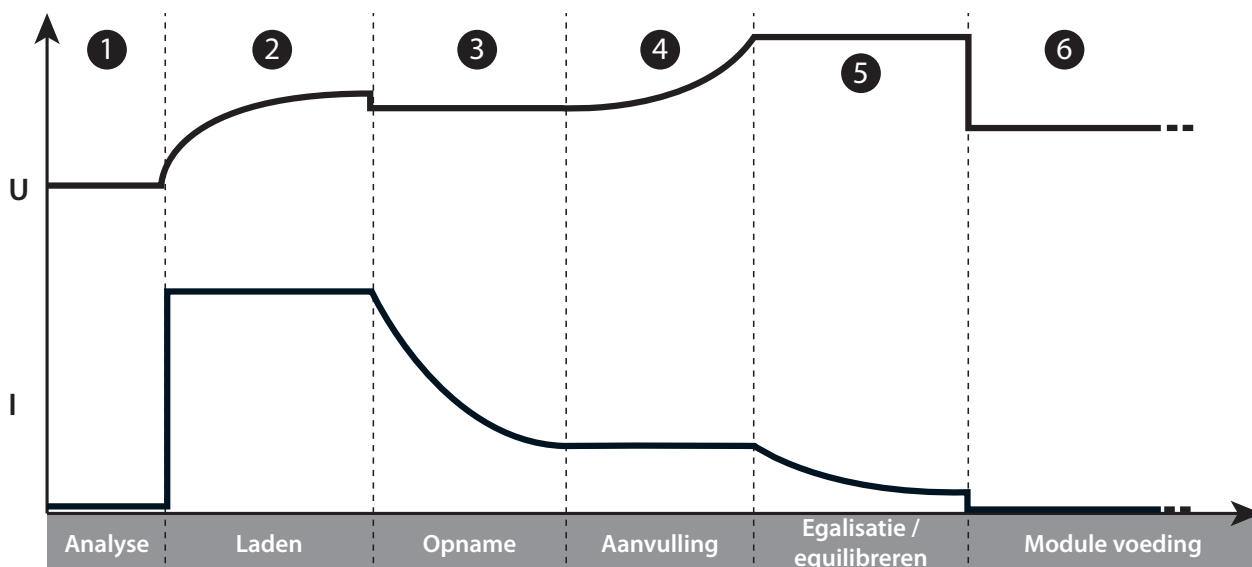 1 2 3 4 5 6
U
I
Analyse Laden Opname Aanvulling Egalisatie / equilibreren Module voeding